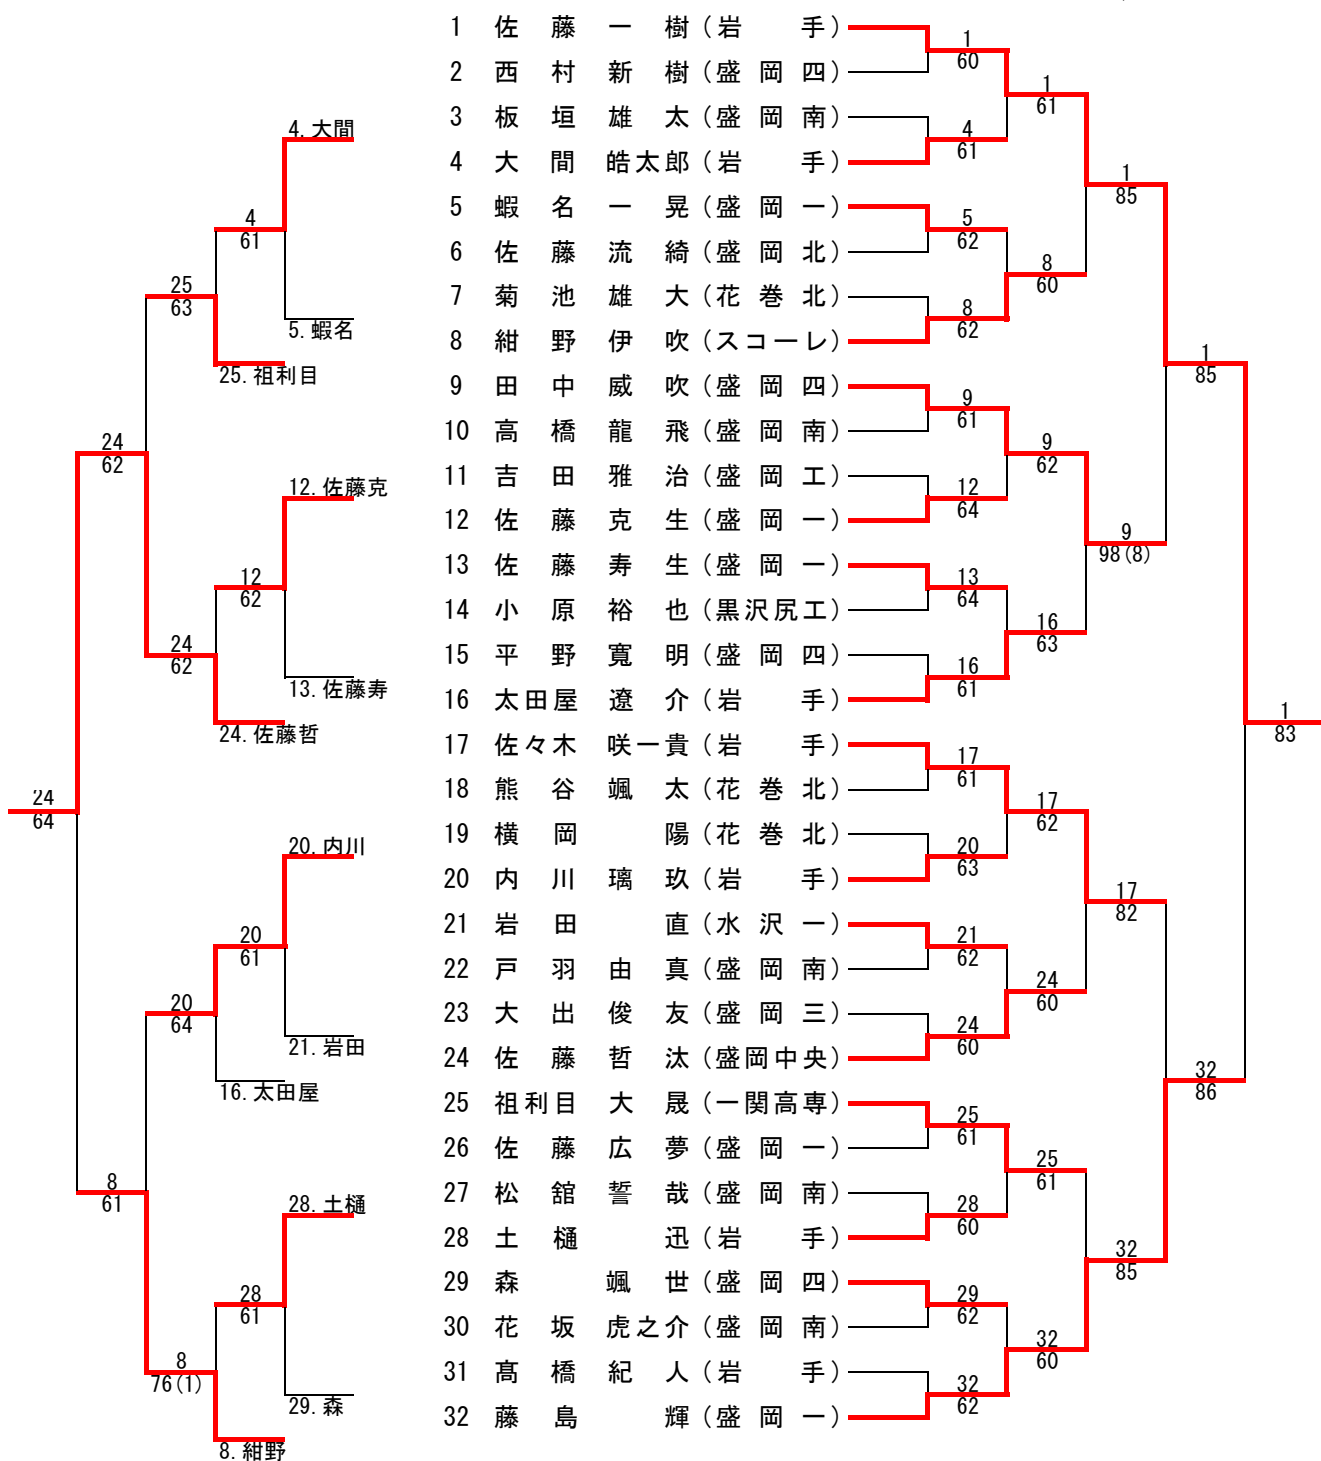 1 佐藤一樹(岩手)
2 西村新樹(盛岡四)
3 板垣雄太(盛岡南)
4 大間皓太郎(岩手)
5 蝦名一晃(盛岡一)
6 佐藤流綺(盛岡北)
7 菊池雄大(花巻北)
8 紺野伊吹(スコーレ)
9 田中威吹(盛岡四)
10 高橋龍飛(盛岡南)
11 吉田雅治(盛岡工)
12 佐藤克生(盛岡一)
13 佐藤寿生(盛岡一)
14 小原裕也(黒沢尻工)
15 平野寛明(盛岡四)
16 太田屋遼介(岩手)
17 佐々木咲一貴(岩手)
18 熊谷颯太(花巻北)
19 横岡陽(花巻北)
20 内川璃玖(岩手)
21 岩田直(水沢一)
22 戸羽由真(盛岡南)
23 大出俊友(盛岡三)
24 佐藤哲汰(盛岡中央)
25 祖利目大晟(一関高専)
26 佐藤広夢(盛岡一)
27 松舘誓哉(盛岡南)
28 土樋迅(岩手)
29 森颯世(盛岡四)
30 花坂虎之介(盛岡南)
31 髙橋紀人(岩手)
32 藤島輝(盛岡一)
1
60
4
61
5
62
8
62
9
61
12
64
13
64
16
61
17
61
20
63
21
62
24
60
25
61
28
60
29
62
32
62
1
61
8
60
9
62
16
63
17
62
24
60
25
61
32
60
1
85
9
98(8)
17
82
32
85
1
85
32
86
1
83
4.大間
5.蝦名
25.祖利目
12.佐藤克
13.佐藤寿
24.佐藤哲
20.内川
21.岩田
16.太田屋
28.土樋
29.森
8.紺野
4
61
12
62
20
61
28
61
25
63
24
62
20
64
8
76(1)
24
62
8
61
24
64